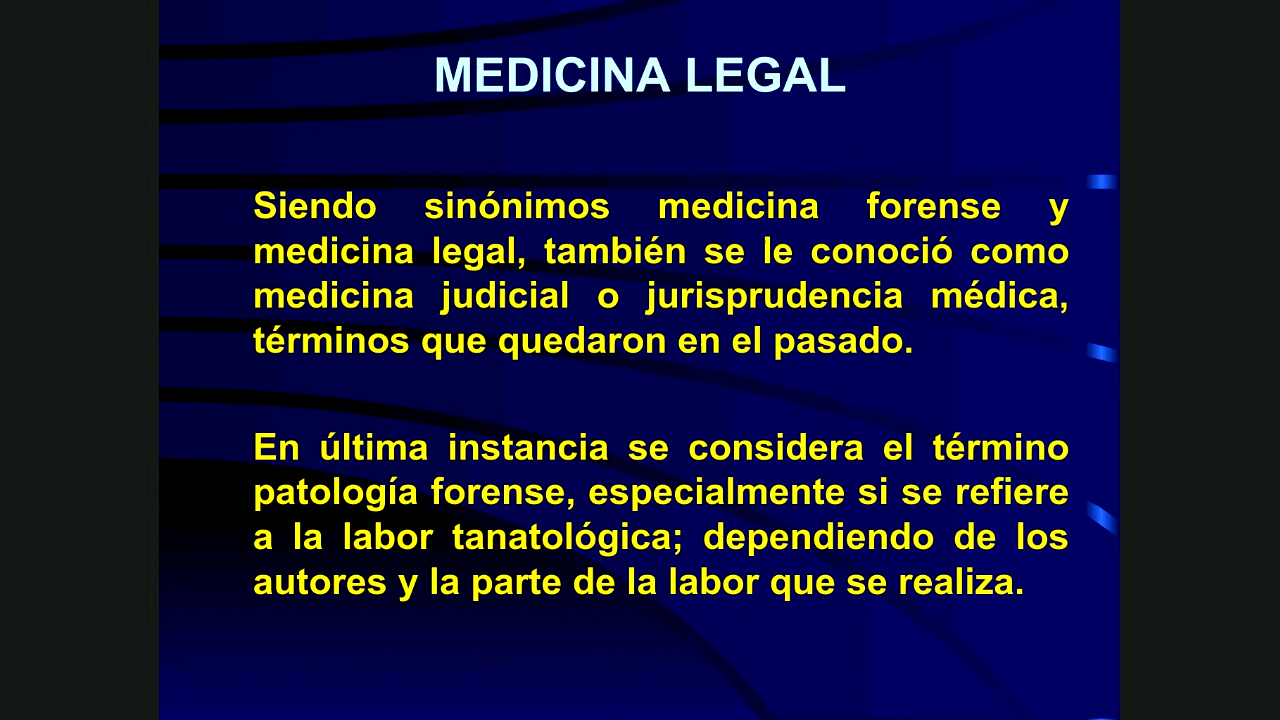 MEDICINA LEGAL
Siendo sinónimos medicina forense y
medicina legal, también se le conoció como
medicina judicial o jurisprudencia médica,
términos que quedaron en el pasado.
En última instancia se considera el término
patología forense, especialmente si se refiere
a la labor tanatológica; dependiendo de los
autores y la parte de la labor que se realiza.